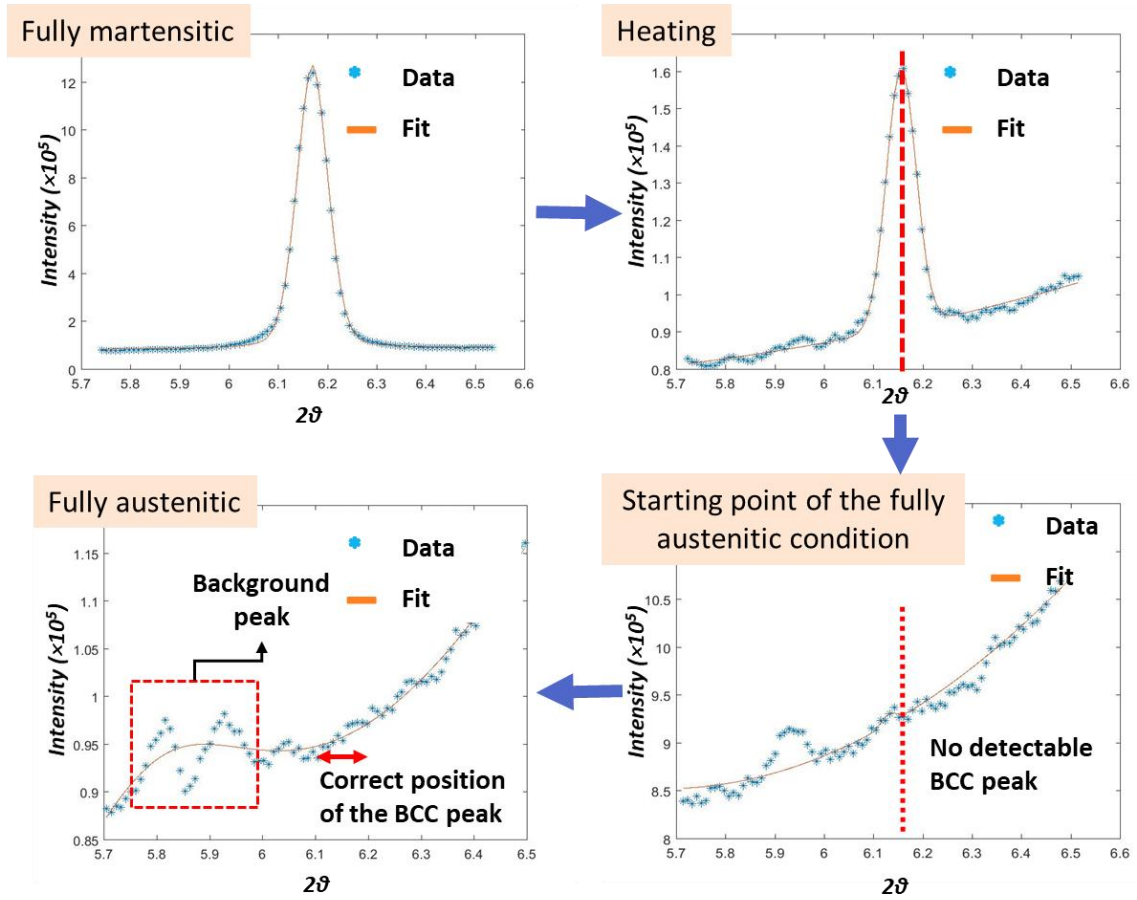 Fully martensitic
Data
Fit
Intensity (×10⁵)
12
10
8
6
4
2
0
5.7 5.8 5.9 6 6.1 6.2 6.3 6.4 6.5 6.6
2ϑ
Heating
Data
Fit
Intensity (×10⁵)
1.6
1.5
1.4
1.3
1.2
1.1
1
0.9
0.8
5.7 5.8 5.9 6 6.1 6.2 6.3 6.4 6.5 6.6
2ϑ
Fully austenitic
Data
Fit
Background
peak
Correct position
of the BCC peak
Intensity (×10⁵)
1.15
1.1
1.05
1
0.95
0.9
0.85
5.7 5.8 5.9 6 6.1 6.2 6.3 6.4 6.5
2ϑ
Starting point of the fully
austenitic condition
Data
Fit
No detectable
BCC peak
Intensity (×10⁵)
10.5
10
9.5
9
8.5
8
5.7 5.8 5.9 6 6.1 6.2 6.3 6.4 6.5 6.6
2ϑ